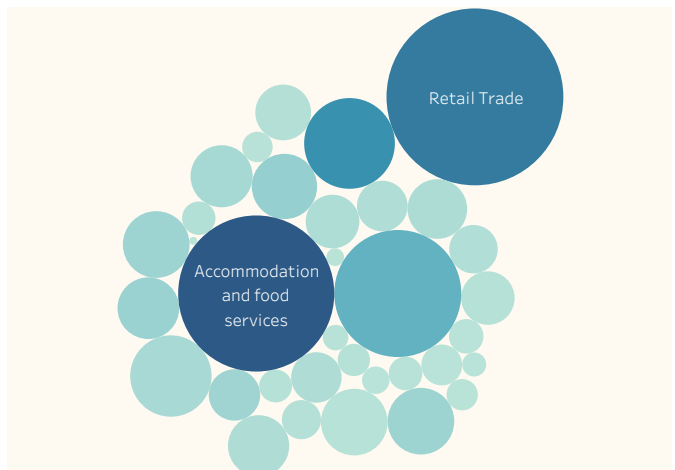 Retail Trade
Accommodation
and food
services